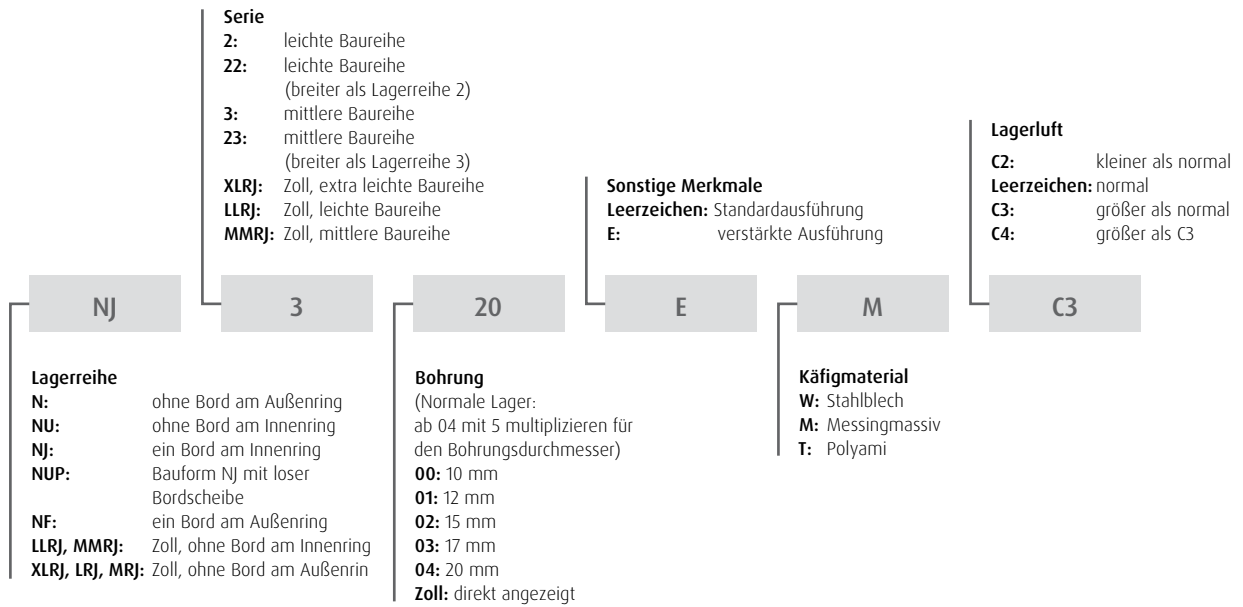 Serie
2: leichte Baureihe
22: leichte Baureihe
(breiter als Lagerreihe 2)
3: mittlere Baureihe
23: mittlere Baureihe
(breiter als Lagerreihe 3)
XLRJ: Zoll, extra leichte Baureihe
LLRJ: Zoll, leichte Baureihe
MMRJ: Zoll, mittlere Baureihe
Sonstige Merkmale
Leerzeichen: Standardausführung
E: verstärkte Ausführung
Lagerluft
C2: kleiner als normal
Leerzeichen: normal
C3: größer als normal
C4: größer als C3
NJ 3 20 E M C3
Lagerreihe
N: ohne Bord am Außenring
NU: ohne Bord am Innenring
NJ: ein Bord am Innenring
NUP: Bauform NJ mit loser
Bordscheibe
NF: ein Bord am Außenring
LLRJ, MMRJ: Zoll, ohne Bord am Innenring
XLRJ, LRJ, MRJ: Zoll, ohne Bord am Außenrin
Bohrung
(Normale Lager:
ab 04 mit 5 multiplizieren für
den Bohrungsdurchmesser)
00: 10 mm
01: 12 mm
02: 15 mm
03: 17 mm
04: 20 mm
Zoll: direkt angezeigt
Käfigmaterial
W: Stahlblech
M: Messingmassiv
T: Polyami